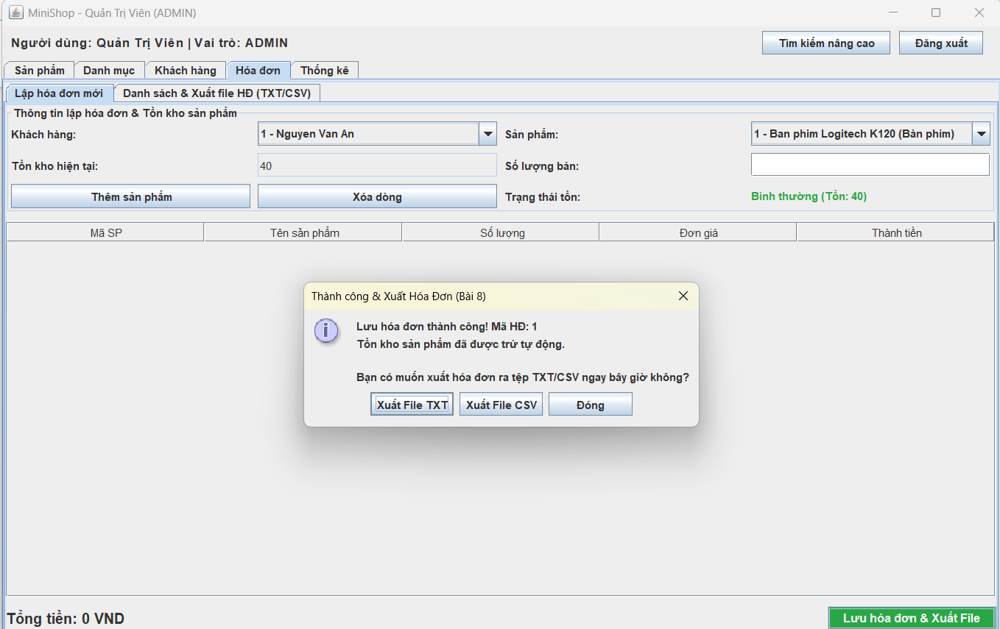 MiniShop - Quản Trị Viên (ADMIN)
Người dùng: Quản Trị Viên | Vai trò: ADMIN
Tìm kiếm nâng cao
Đăng xuất
Sản phẩm
Danh mục
Khách hàng
Hóa đơn
Thống kê
Lập hóa đơn mới
Danh sách & Xuất file HĐ (TXT/CSV)
Thông tin lập hóa đơn & Tồn kho sản phẩm
Khách hàng:
1 - Nguyen Van An
Sản phẩm:
1 - Ban phim Logitech K120 (Bàn phím)
Tồn kho hiện tại:
40
Số lượng bán:
Thêm sản phẩm
Xóa dòng
Trạng thái tồn:
Bình thường (Tồn: 40)
Mã SP
Tên sản phẩm
Số lượng
Đơn giá
Thành tiền
Thành công & Xuất Hóa Đơn (Bài 8)
Lưu hóa đơn thành công! Mã HĐ: 1
Tồn kho sản phẩm đã được trừ tự động.
Bạn có muốn xuất hóa đơn ra tệp TXT/CSV ngay bây giờ không?
Xuất File TXT
Xuất File CSV
Đóng
Tổng tiền: 0 VND
Lưu hóa đơn & Xuất File